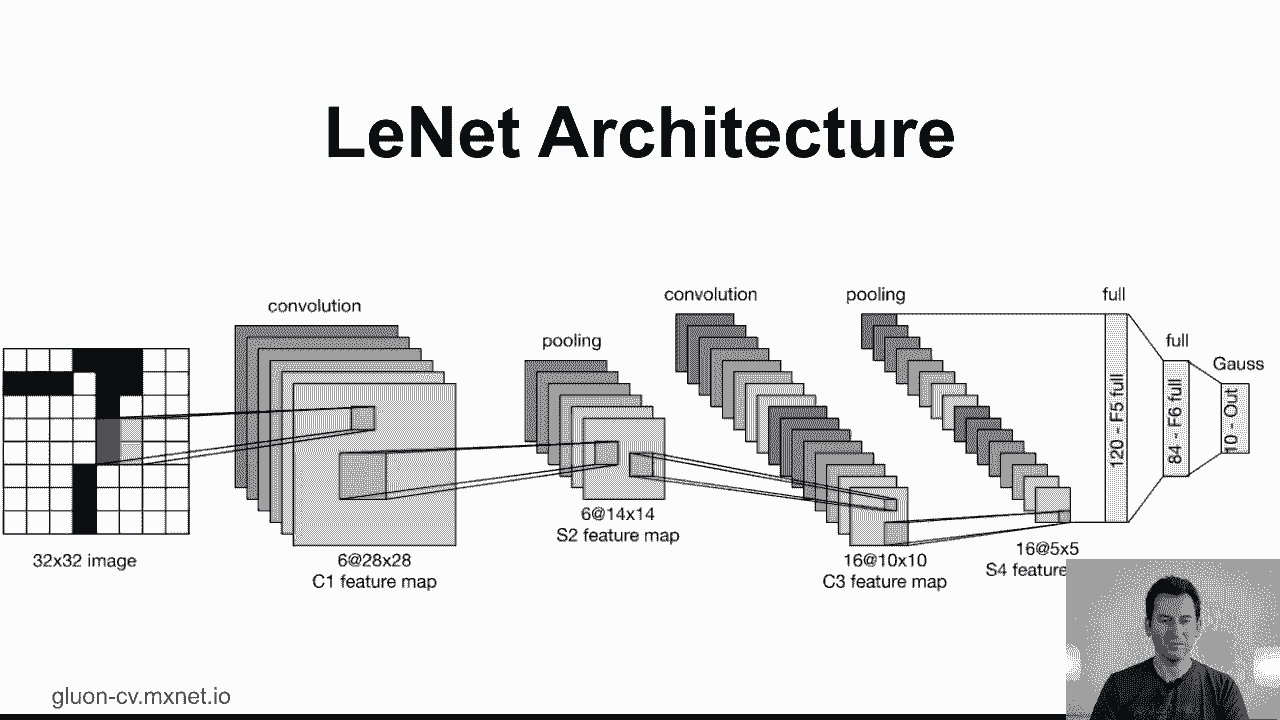 LeNet Architecture
convolution
pooling
convolution
pooling
full
full
Gauss
120 - F5 full
84 - F6 full
10 - Out
32x32 image
6@28x28
C1 feature map
6@14x14
S2 feature map
16@10x10
C3 feature map
16@5x5
S4 feature
gluon-cv.mxnet.io